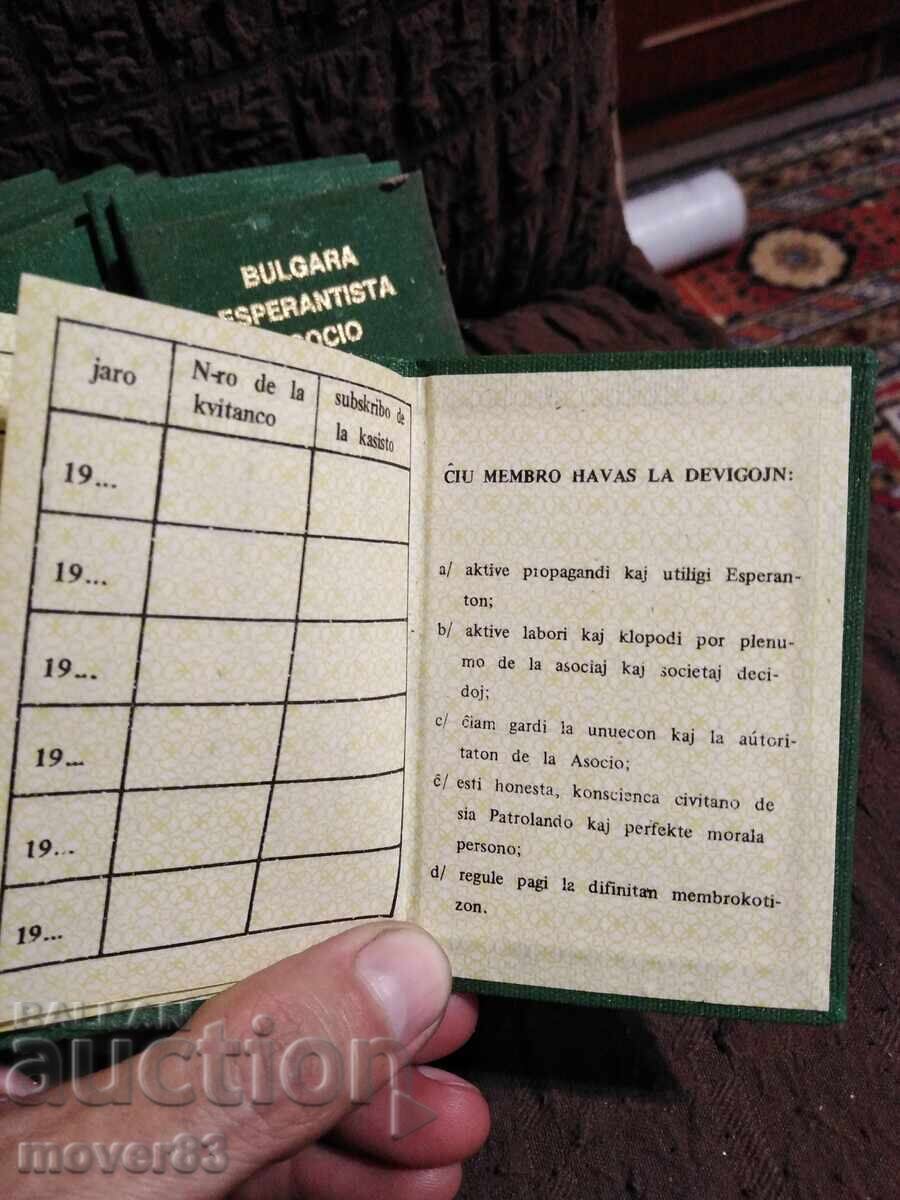 BULGARA
ESPERANTISTA
jaro
N-ro de la
kvitanco
subskribo de
la kasisto
19...
19...
19...
19...
19...
19...
ĈIU MEMBRO HAVAS LA DEVIGOJN:
a/ aktive propagandi kaj utiligi Esperan-
ton;
b/ aktive labori kaj klopodi por plenu-
mo de la asociaj kaj societaj deci-
doj;
c/ ĉiam gardi la unuecon kaj la aútori-
taton de la Asocio;
ĉ/ esti honesta, konscienca civitano de
sia Patrolando kaj perfekte morala
persono;
d/ regule pagi la difinitan membrokoti-
zon.
BALKAN
auction
mover83